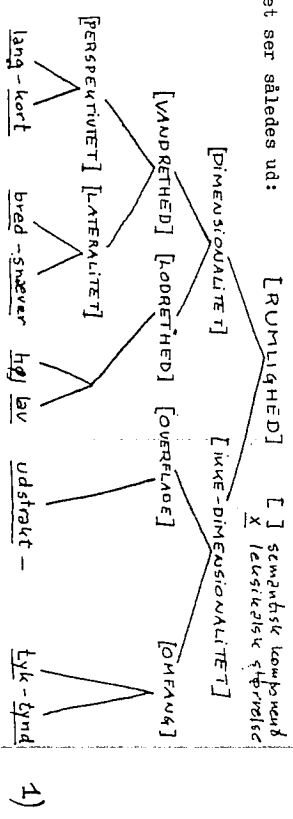 et ser således ud:
[RUMLIGHED]
[ ] semantisk komponent
x leksikalsk størrelse
[DIMENSIONALITET] [IKKE-DIMENSIONALITET]
[VANDRETHED] [LODRETHED] [OVERFLADE] [OMFANG]
[PERSPEKTIVITET] [LATERALITET]
lang - kort bred - snæver høj lav udstrakt - tyk - tynd
1)